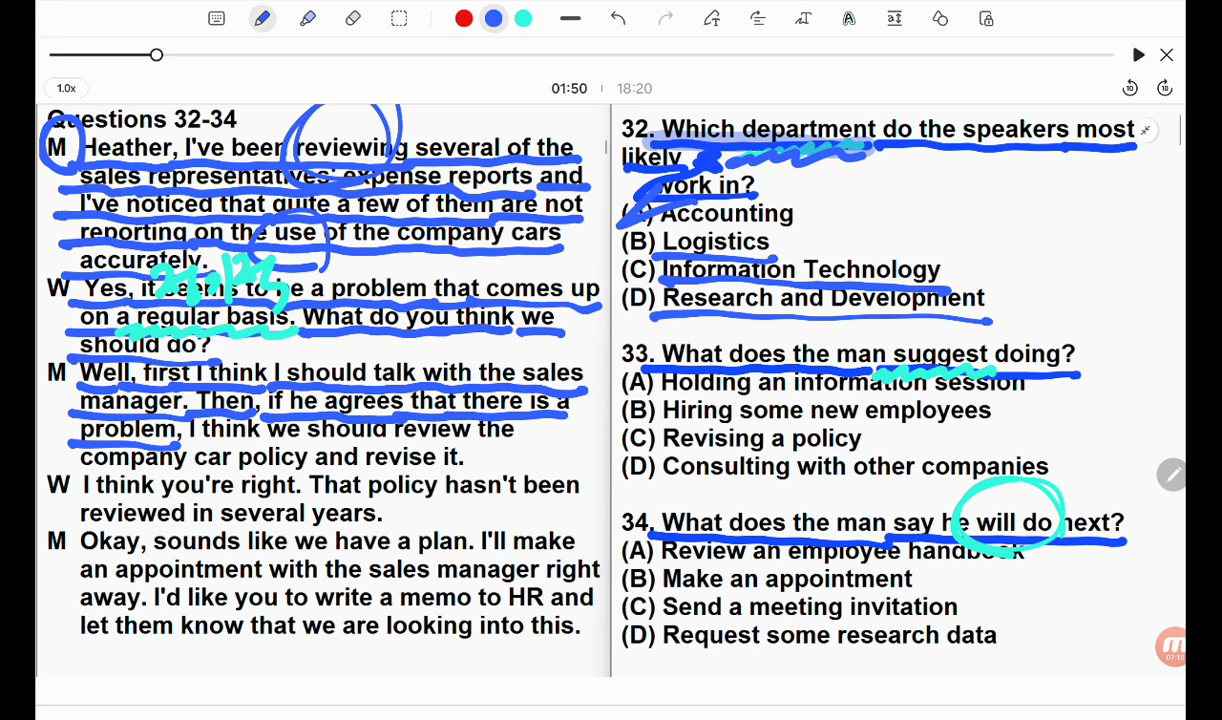 1.0x
01:50
18:20
10
10
Questions 32-34
M Heather, I've been reviewing several of the
sales representatives' expense reports and
I've noticed that quite a few of them are not
reporting on the use of the company cars
accurately.
W Yes, it seems to be a problem that comes up
on a regular basis. What do you think we
should do?
M Well, first I think I should talk with the sales
manager. Then, if he agrees that there is a
problem, I think we should review the
company car policy and revise it.
W I think you're right. That policy hasn't been
reviewed in several years.
M Okay, sounds like we have a plan. I'll make
an appointment with the sales manager right
away. I'd like you to write a memo to HR and
let them know that we are looking into this.
32. Which department do the speakers most
likely
work in?
(A) Accounting
(B) Logistics
(C) Information Technology
(D) Research and Development
33. What does the man suggest doing?
(A) Holding an information session
(B) Hiring some new employees
(C) Revising a policy
(D) Consulting with other companies
34. What does the man say he will do next?
(A) Review an employee handbook
(B) Make an appointment
(C) Send a meeting invitation
(D) Request some research data